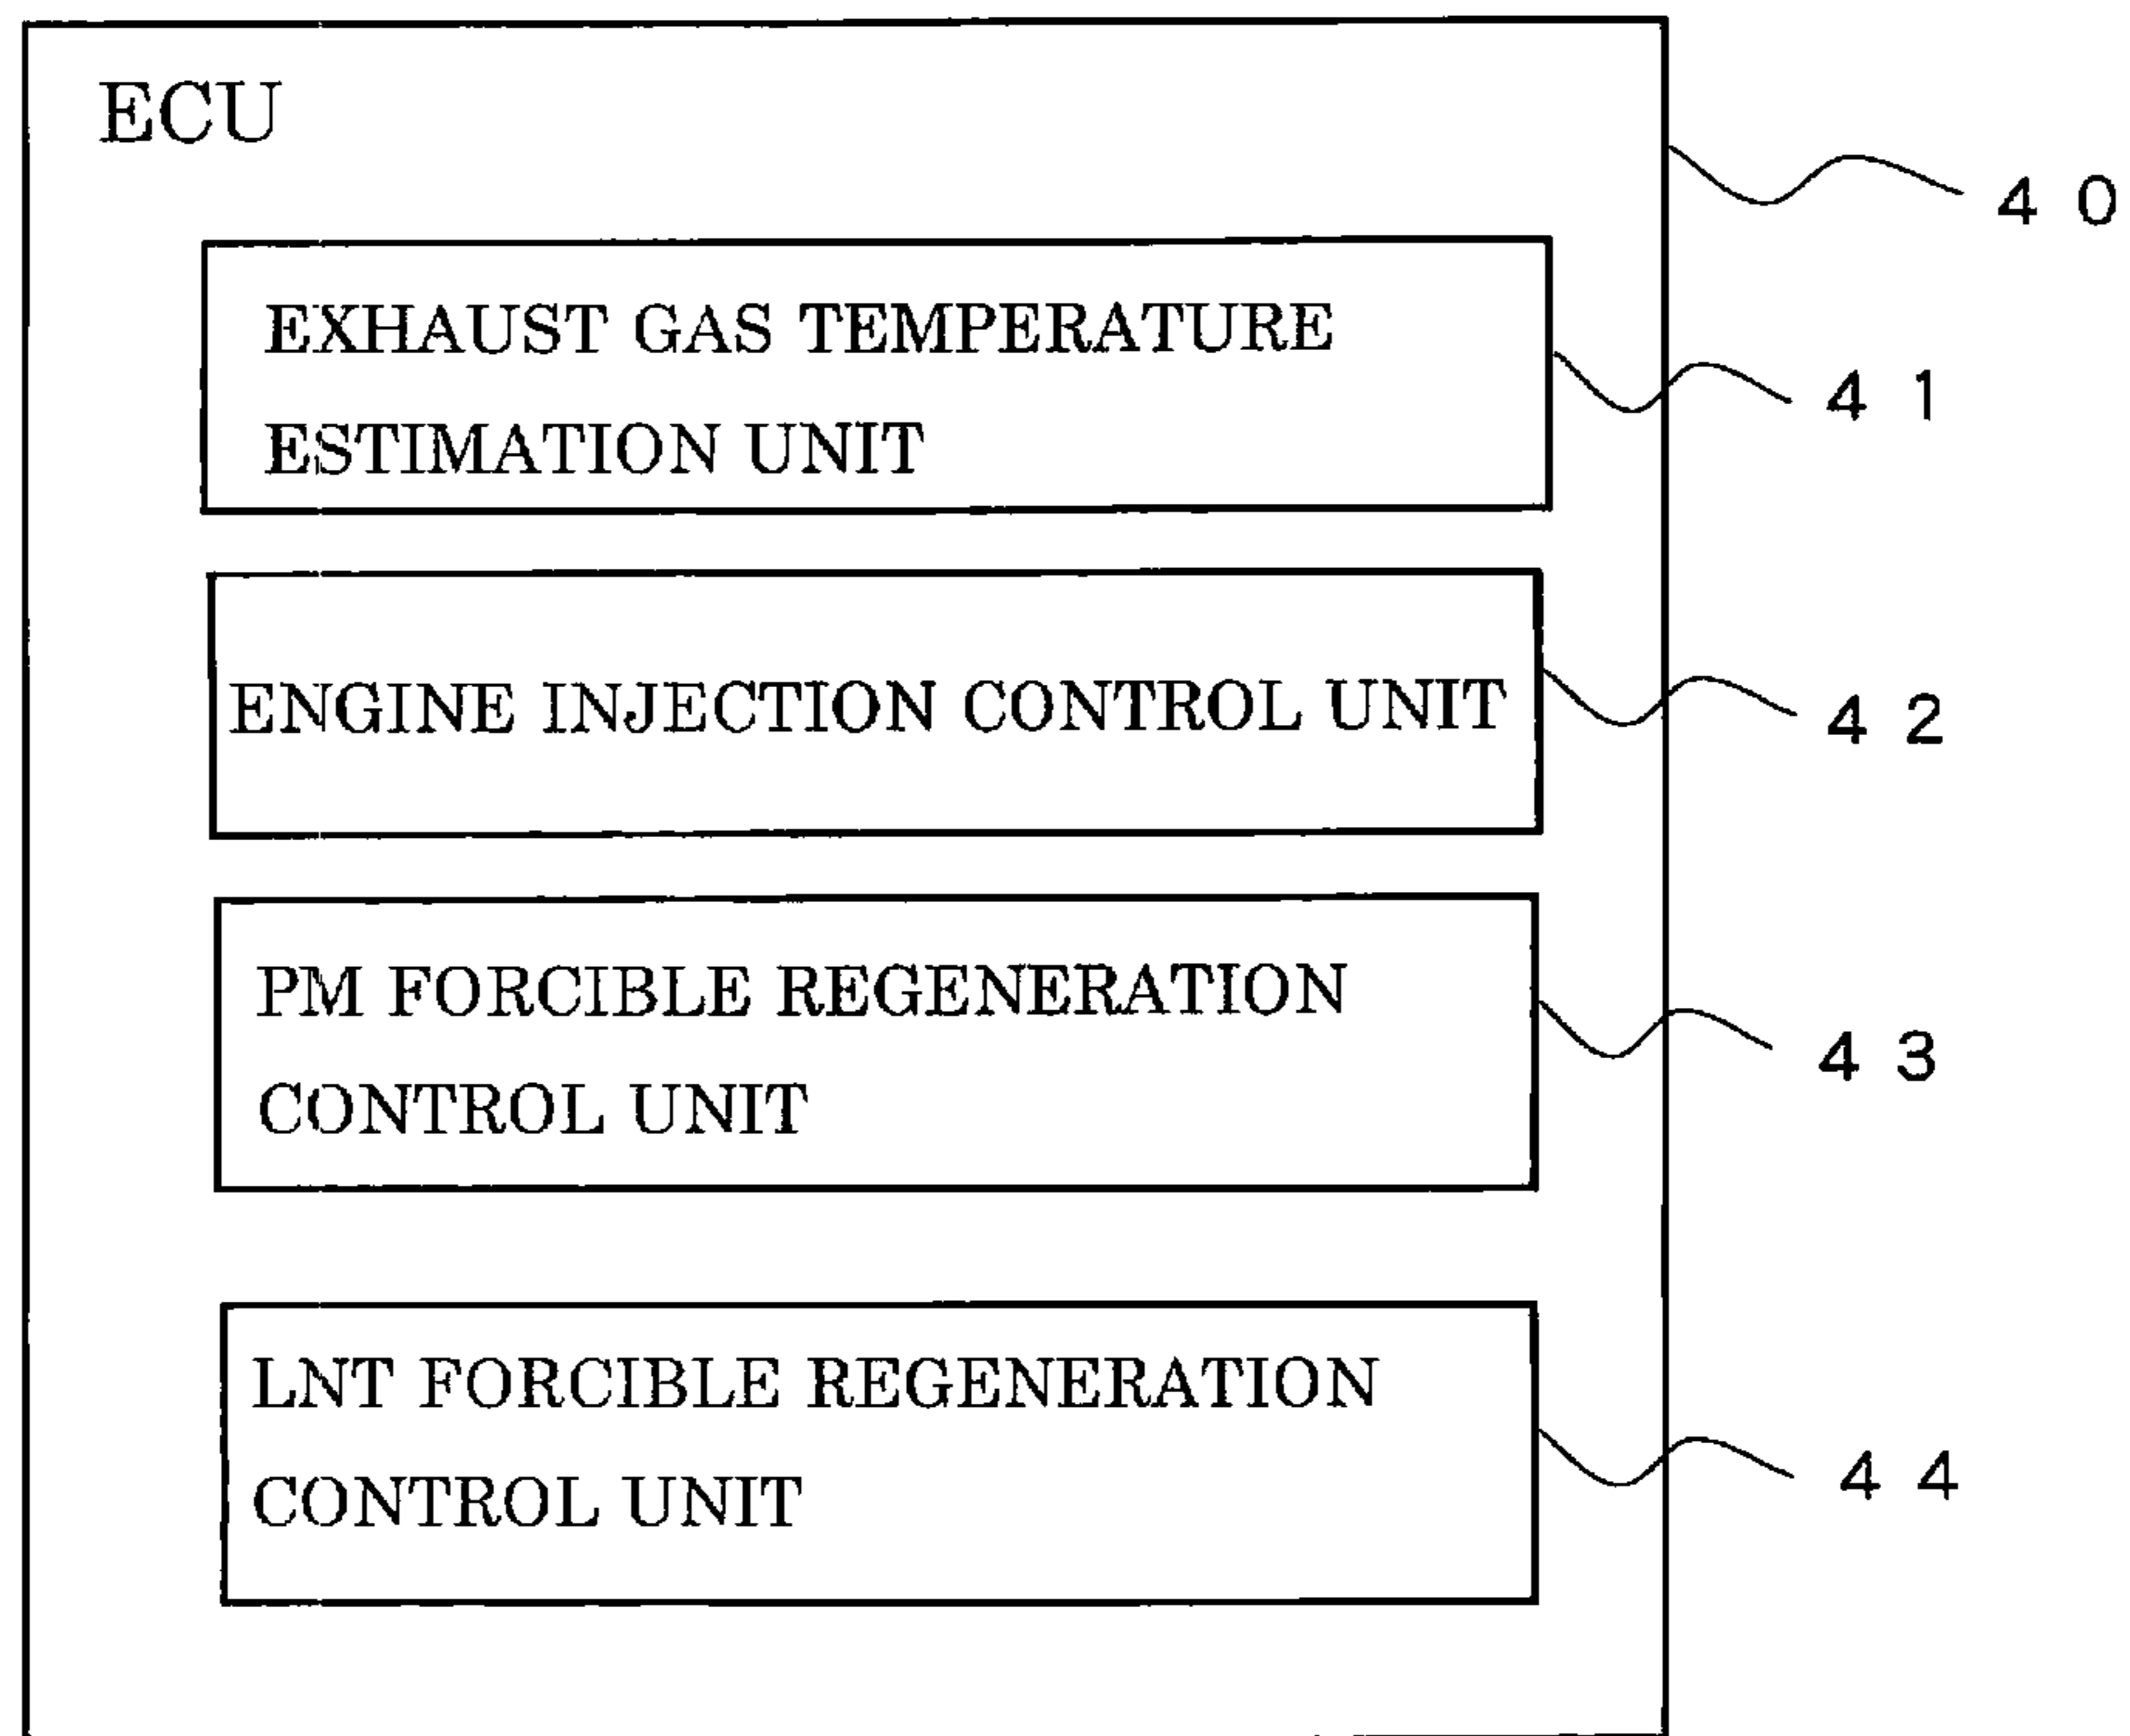 ECU
40
EXHAUST GAS TEMPERATURE
41
ESTIMATION UNIT
ENGINE INJECTION CONTROL UNIT
42
PM FORCIBLE REGENERATION
43
CONTROL UNIT
LNT FORCIBLE REGENERATION
CONTROL UNIT
44